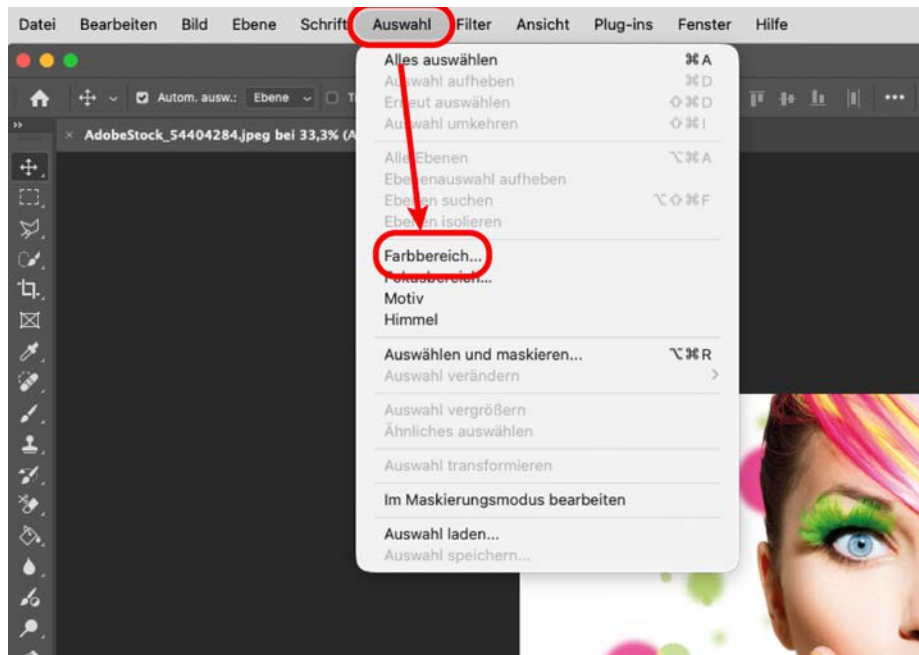 Datei Bearbeiten Bild Ebene Schrift Auswahl Filter Ansicht Plug-ins Fenster Hilfe
Alles auswählen ⌘A
Auswahl aufheben ⌘D
Erneut auswählen ⇧⌘D
Auswahl umkehren ⇧⌘I
Alle Ebenen ⌥⌘A
Ebenenauswahl aufheben
Ebenen suchen ⌥⇧⌘F
Ebenen isolieren
Farbbereich...
Fokusbereich...
Motiv
Himmel
Auswählen und maskieren... ⌥⌘R
Auswahl verändern >
Auswahl vergrößern
Ähnliches auswählen
Auswahl transformieren
Im Maskierungsmodus bearbeiten
Auswahl laden...
Auswahl speichern...
Autom. ausw.: Ebene
× AdobeStock_54404284.jpeg bei 33,3% (A